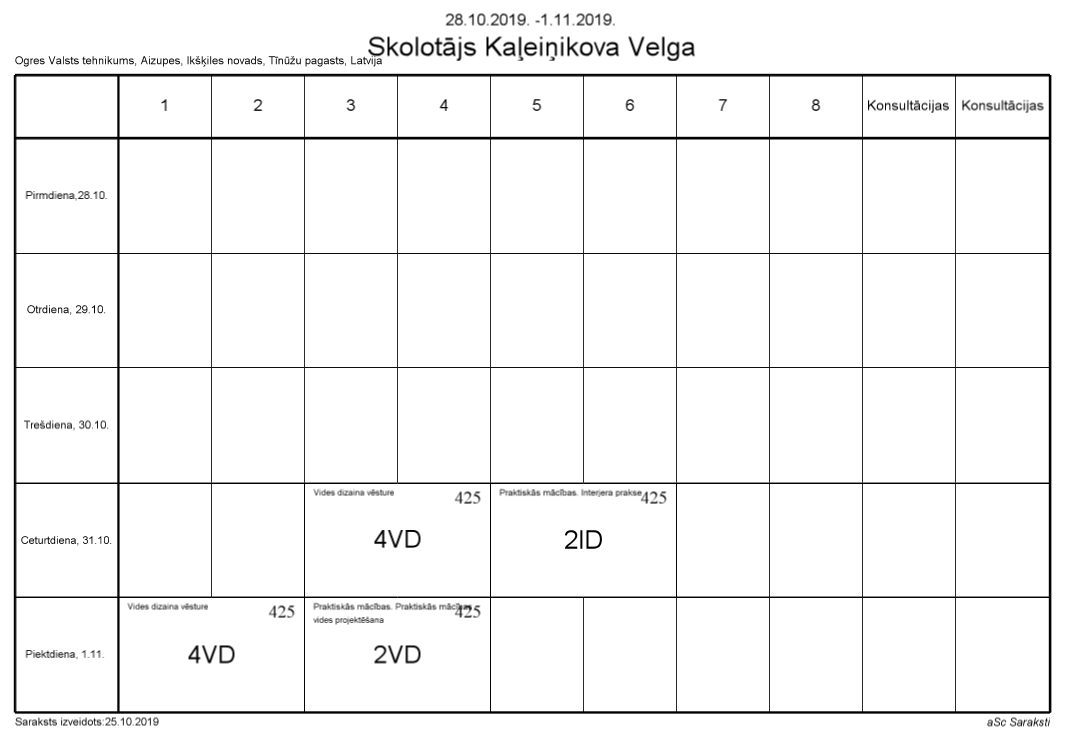 28.10.2019. -1.11.2019.
Skolotājs Kaļeiņikova Velga
Ogres Valsts tehnikums, Aizupes, Ikšķiles novads, Tīnūžu pagasts, Latvija
1 2 3 4 5 6 7 8 Konsultācijas Konsultācijas
Pirmdiena,28.10.
Otrdiena, 29.10.
Trešdiena, 30.10.
Ceturtdiena, 31.10.
Vides dizaina vēsture 425
4VD
Praktiskās mācības. Interjera prakse 425
2ID
Piektdiena, 1.11.
Vides dizaina vēsture 425
4VD
Praktiskās mācības. Praktiskās mācības 425
vides projektēšana
2VD
Saraksts izveidots:25.10.2019
aSc Saraksti